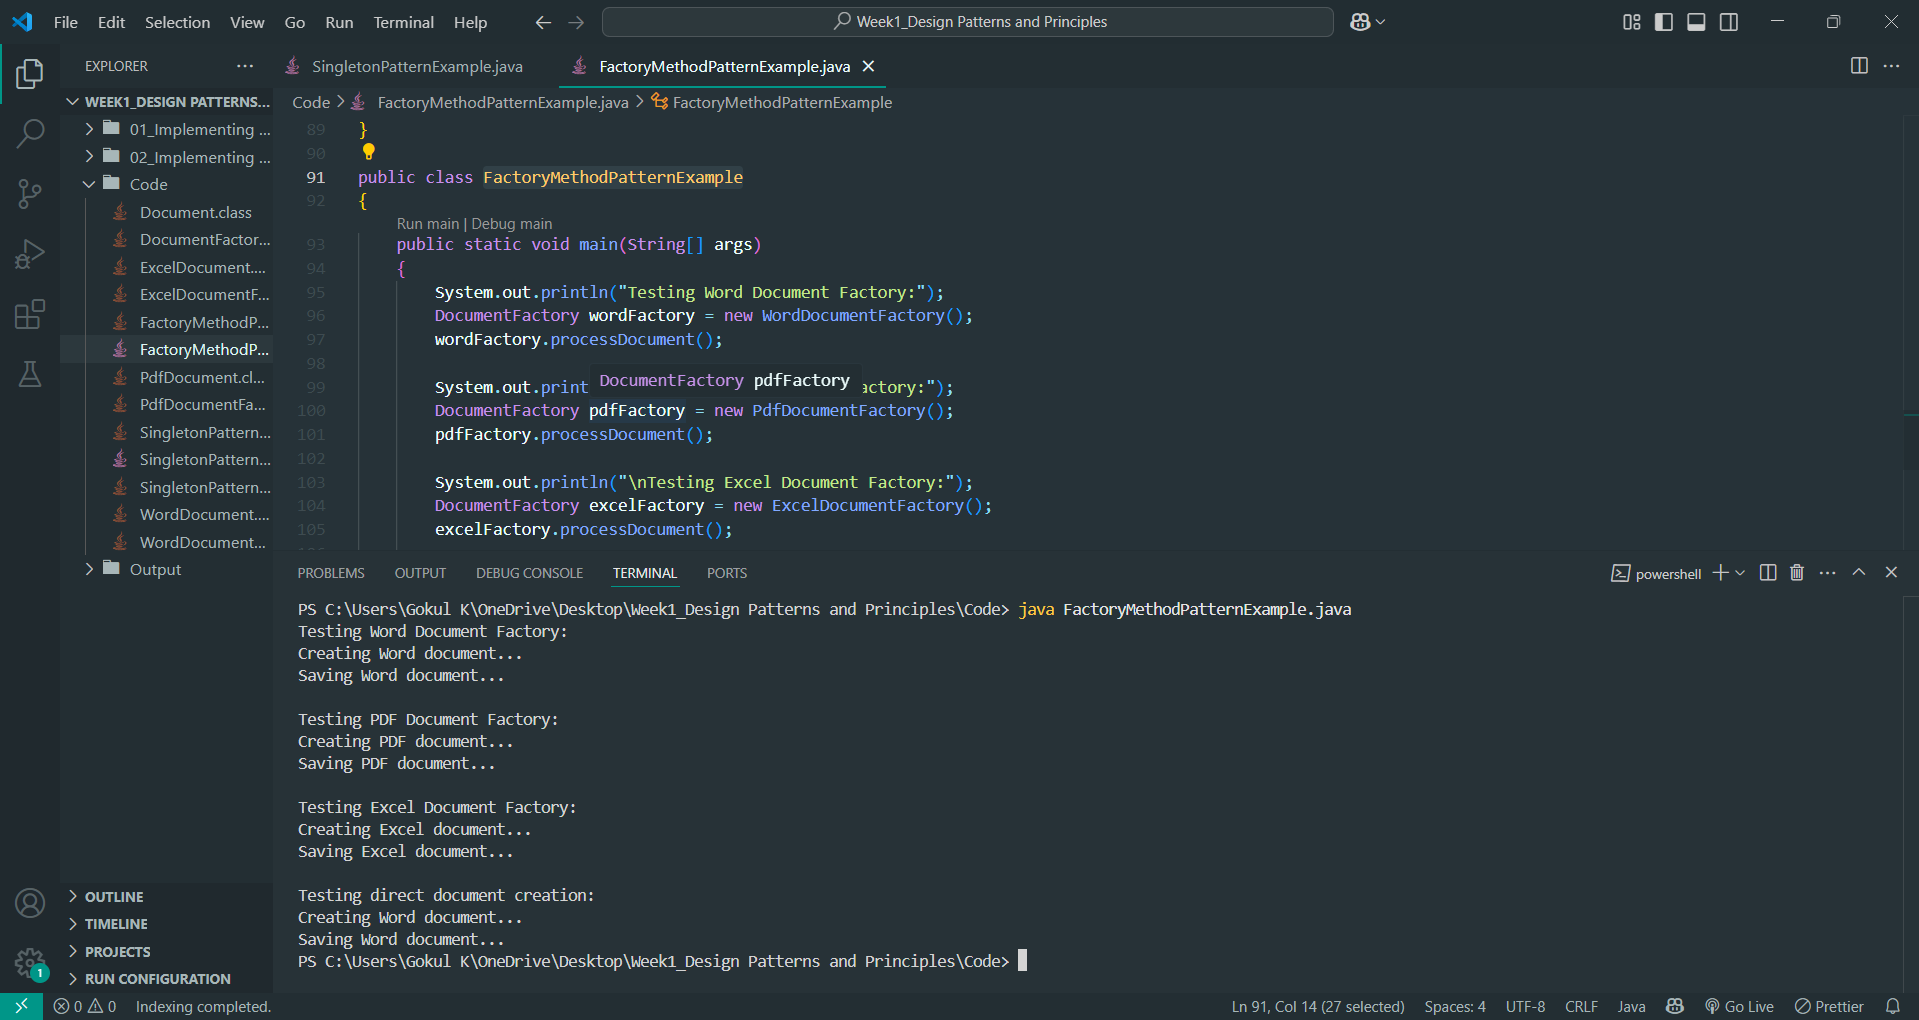 File Edit Selection View Go Run Terminal Help
Week1_Design Patterns and Principles
EXPLORER
WEEK1_DESIGN PATTERNS...
01_Implementing ...
02_Implementing ...
Code
Document.class
DocumentFactor...
ExcelDocument....
ExcelDocumentF...
FactoryMethodP...
FactoryMethodP...
PdfDocument.cl...
PdfDocumentFa...
SingletonPattern...
SingletonPattern...
SingletonPattern...
WordDocument....
WordDocument...
Output
OUTLINE
TIMELINE
PROJECTS
RUN CONFIGURATION
SingletonPatternExample.java FactoryMethodPatternExample.java
Code > FactoryMethodPatternExample.java > FactoryMethodPatternExample
89 }
90
91 public class FactoryMethodPatternExample
92 {
Run main | Debug main
93 public static void main(String[] args)
94 {
95 System.out.println("Testing Word Document Factory:");
96 DocumentFactory wordFactory = new WordDocumentFactory();
97 wordFactory.processDocument();
98
DocumentFactory pdfFactory
99 System.out.print actory:");
100 DocumentFactory pdfFactory = new PdfDocumentFactory();
101 pdfFactory.processDocument();
102
103 System.out.println("\nTesting Excel Document Factory:");
104 DocumentFactory excelFactory = new ExcelDocumentFactory();
105 excelFactory.processDocument();
PROBLEMS OUTPUT DEBUG CONSOLE TERMINAL PORTS
powershell
PS C:\Users\Gokul K\OneDrive\Desktop\Week1_Design Patterns and Principles\Code> java FactoryMethodPatternExample.java
Testing Word Document Factory:
Creating Word document...
Saving Word document...
Testing PDF Document Factory:
Creating PDF document...
Saving PDF document...
Testing Excel Document Factory:
Creating Excel document...
Saving Excel document...
Testing direct document creation:
Creating Word document...
Saving Word document...
PS C:\Users\Gokul K\OneDrive\Desktop\Week1_Design Patterns and Principles\Code>
1
0 0 Indexing completed.
Ln 91, Col 14 (27 selected) Spaces: 4 UTF-8 CRLF Java Go Live Prettier